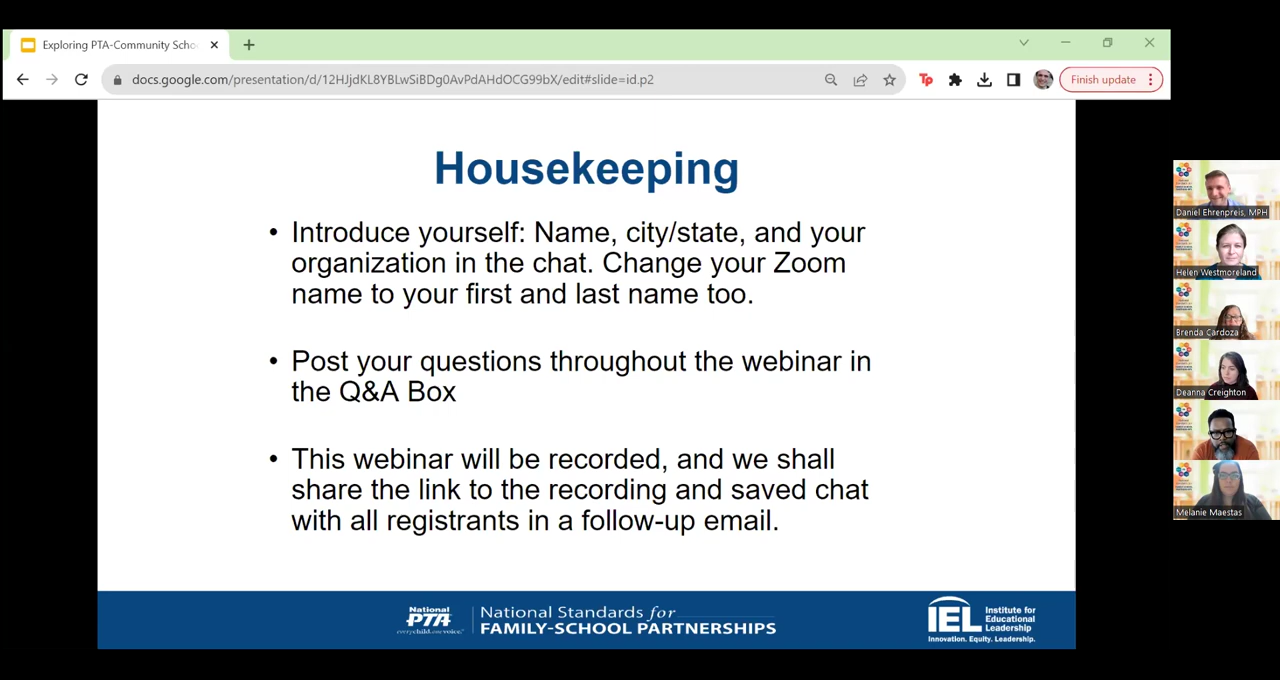 Exploring PTA-Community Scho
docs.google.com/presentation/d/12HJjdKL8YBLwSiBDg0AvPdAHdOCG99bX/edit#slide=id.p2
Tp
Finish update
Housekeeping
• Introduce yourself: Name, city/state, and your
organization in the chat. Change your Zoom
name to your first and last name too.
• Post your questions throughout the webinar in
the Q&A Box
• This webinar will be recorded, and we shall
share the link to the recording and saved chat
with all registrants in a follow-up email.
National
PTA
everychild.onevoice.
National Standards for
FAMILY-SCHOOL PARTNERSHIPS
IEL
Institute for
Educational
Leadership
Innovation. Equity. Leadership.
Daniel Ehrenpreis, MPH
Helen Westmoreland
Brenda Cardoza
Deanna Creighton
Melanie Maestas